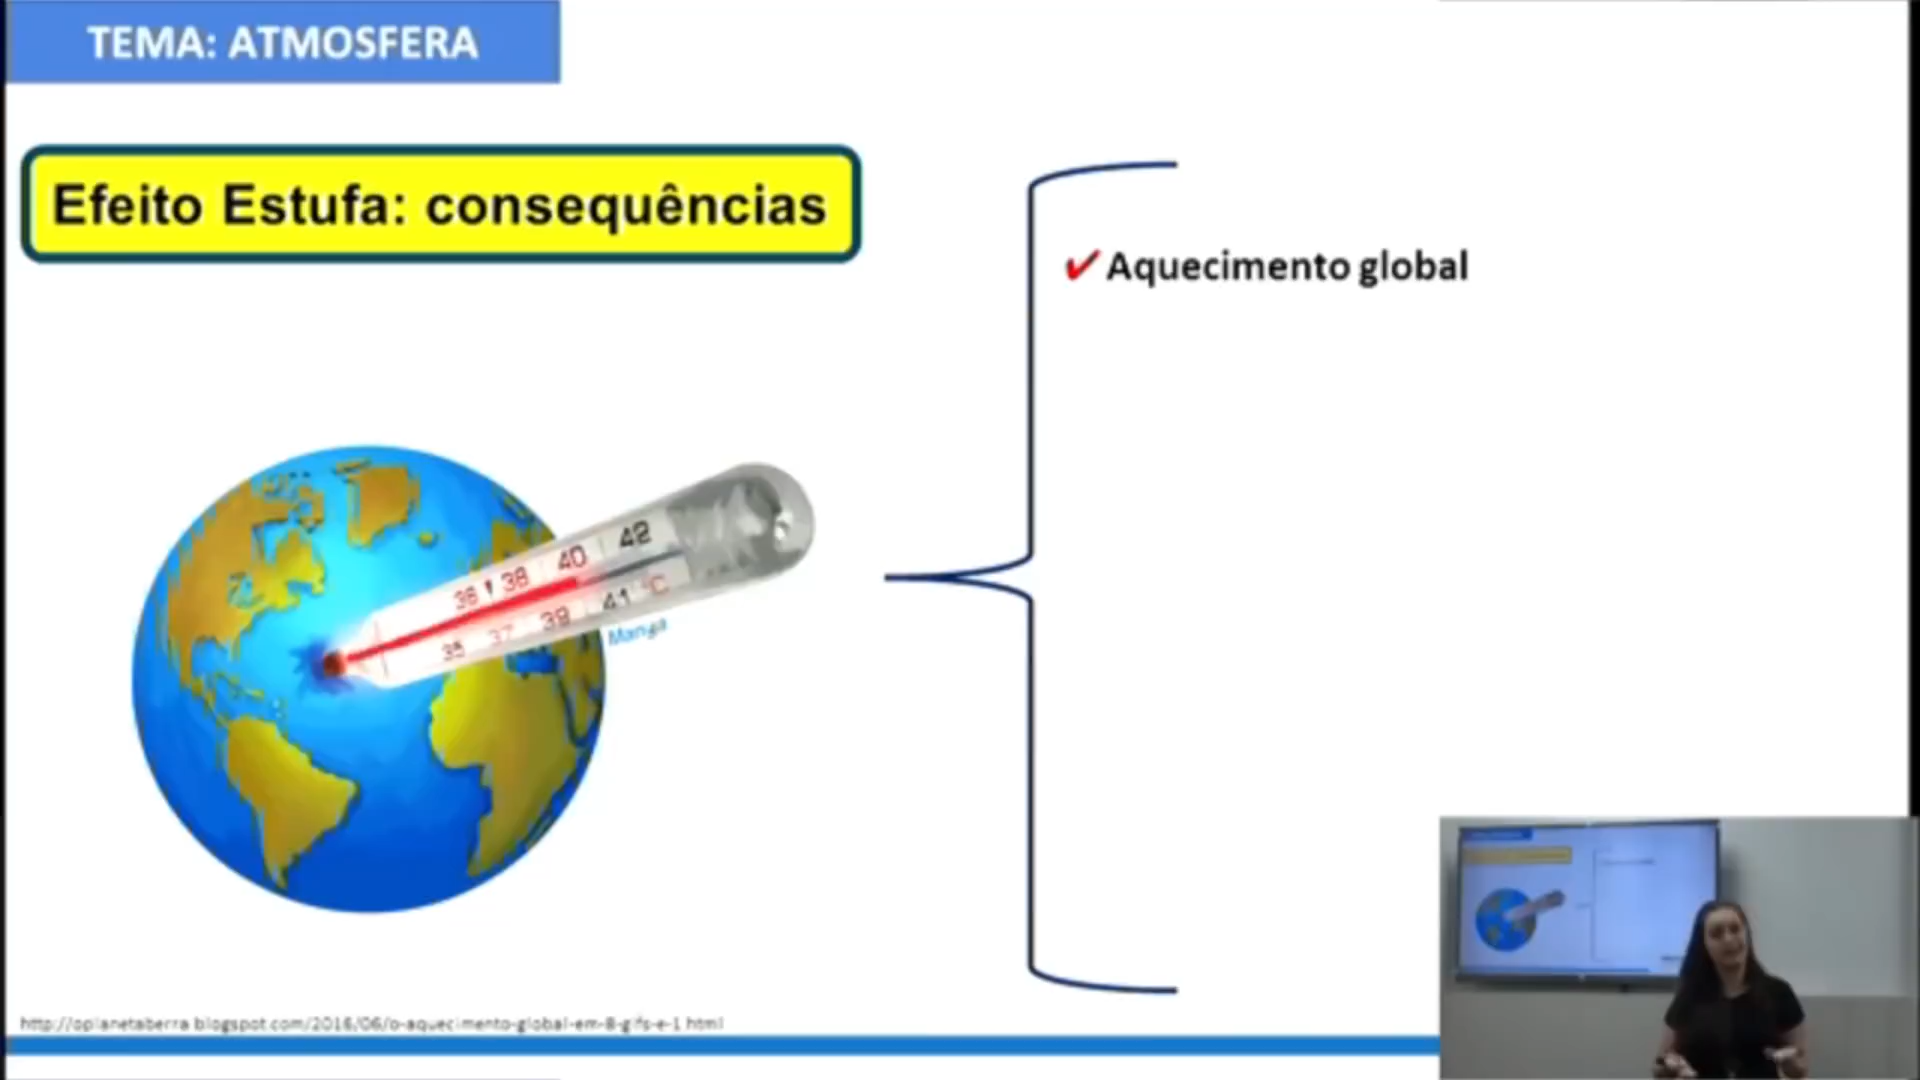 TEMA: ATMOSFERA
Efeito Estufa: consequências
✔ Aquecimento global
42
40
38
36
41 °C
39
37
35
Manya
http://oplanetaberra.blogspot.com/2016/06/o-aquecimento-global-em-8-gifs-e-1.html